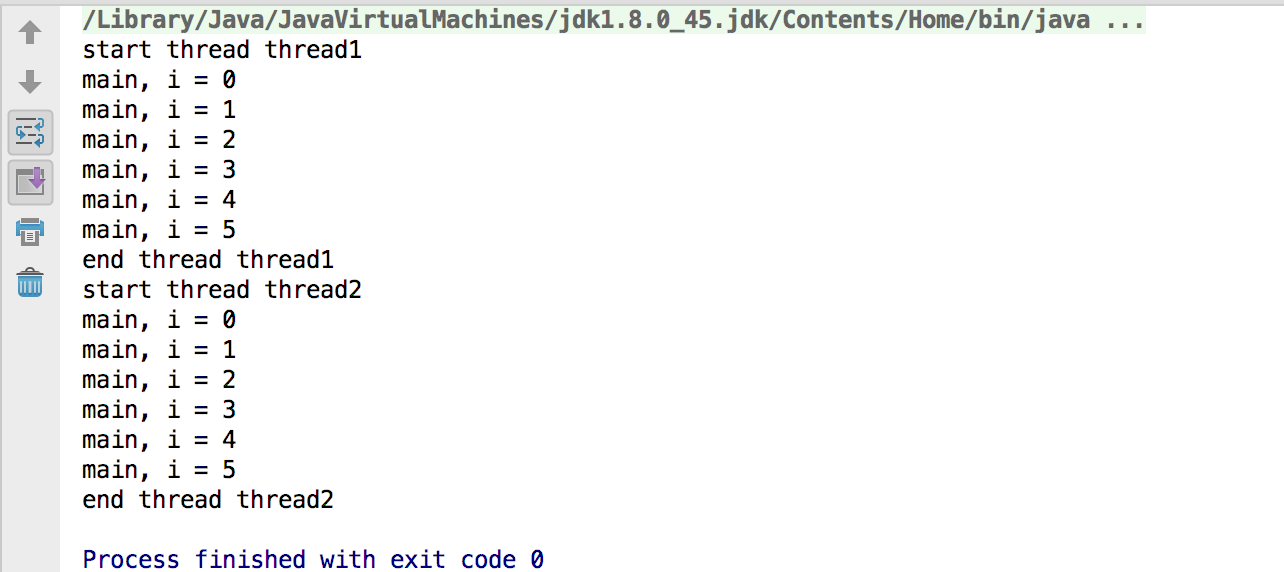 /Library/Java/JavaVirtualMachines/jdk1.8.0_45.jdk/Contents/Home/bin/java ...
start thread thread1
main, i = 0
main, i = 1
main, i = 2
main, i = 3
main, i = 4
main, i = 5
end thread thread1
start thread thread2
main, i = 0
main, i = 1
main, i = 2
main, i = 3
main, i = 4
main, i = 5
end thread thread2
Process finished with exit code 0